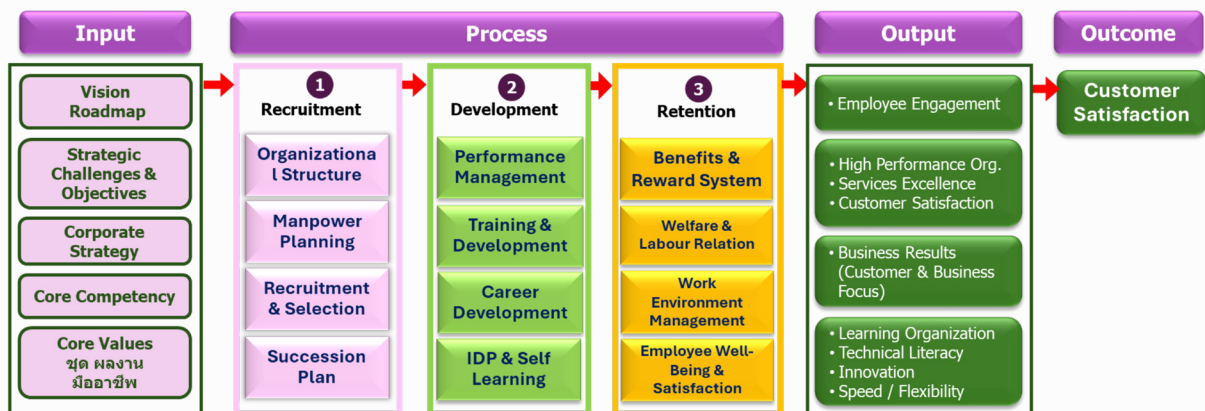 Input
Vision
Roadmap
Strategic
Challenges &
Objectives
Corporate
Strategy
Core Competency
Core Values
ชุด ผลงาน
มืออาชีพ
Process
1
Recruitment
Organizationa
l Structure
Manpower
Planning
Recruitment
& Selection
Succession
Plan
2
Development
Performance
Management
Training &
Development
Career
Development
IDP & Self
Learning
3
Retention
Benefits &
Reward System
Welfare &
Labour Relation
Work
Environment
Management
Employee Well-
Being &
Satisfaction
Output
• Employee Engagement
• High Performance Org.
• Services Excellence
• Customer Satisfaction
• Business Results
(Customer & Business
Focus)
• Learning Organization
• Technical Literacy
• Innovation
• Speed / Flexibility
Outcome
Customer
Satisfaction